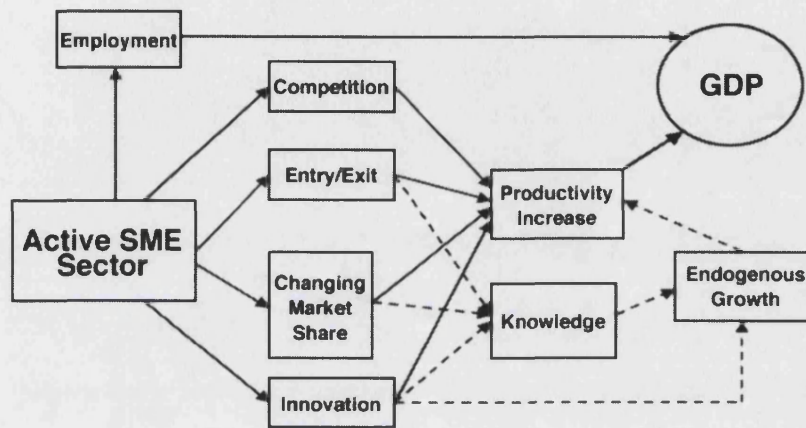 Employment
GDP
Competition
Entry/Exit
Productivity
Increase
Active SME
Sector
Changing
Market
Share
Knowledge
Endogenous
Growth
Innovation